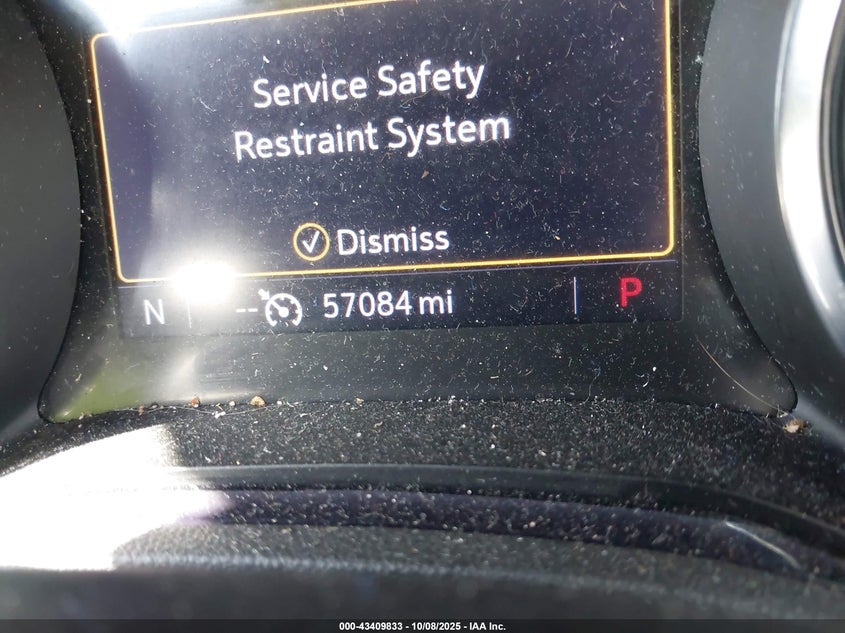 Service Safety
Restraint System
Dismiss
N -- 57084 mi P
000-43409833 - 10/08/2025 - IAA Inc.